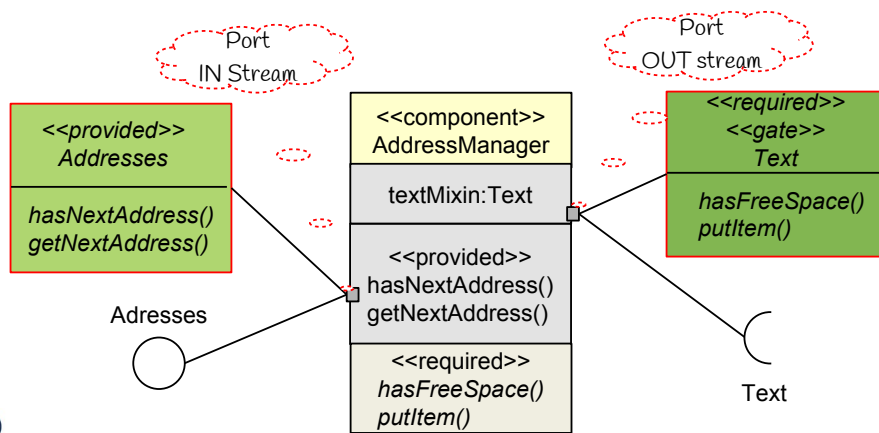 Port
IN Stream
Port
OUT stream
<<provided>>
Addresses
hasNextAddress()
getNextAddress()
Adresses
<<component>>
AddressManager
textMixin:Text
<<provided>>
hasNextAddress()
getNextAddress()
<<required>>
hasFreeSpace()
putItem()
<<required>>
<<gate>>
Text
hasFreeSpace()
putItem()
Text